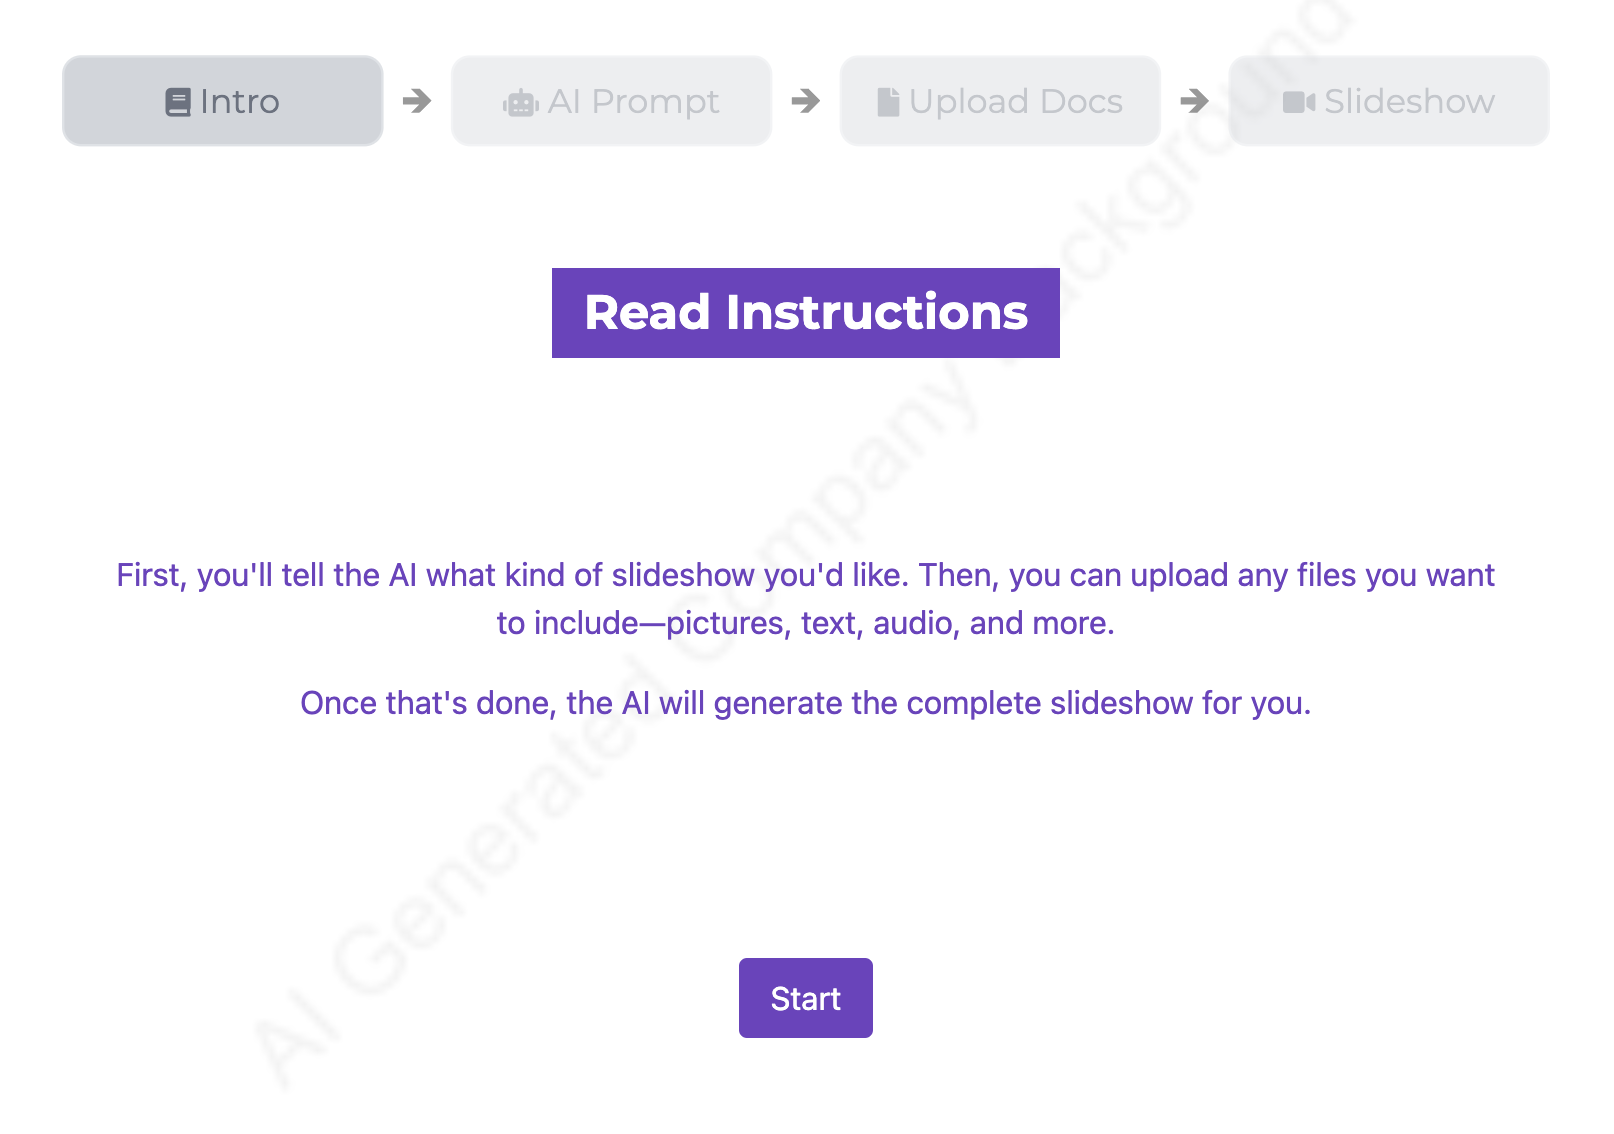 Intro
AI Prompt
Upload Docs
Slideshow
Read Instructions
First, you'll tell the AI what kind of slideshow you'd like. Then, you can upload any files you want
to include—pictures, text, audio, and more.
Once that's done, the AI will generate the complete slideshow for you.
Start
AI Generated Company